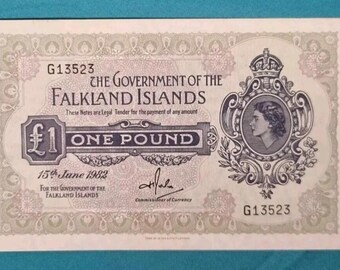 G13523
THE GOVERNMENT OF THE
FALKLAND ISLANDS
These Notes are Legal Tender for the payment of any amount
£1
ONE POUND
15th June 1982
FOR THE GOVERNMENT OF THE
FALKLAND ISLANDS
Commissioner of Currency
G13523